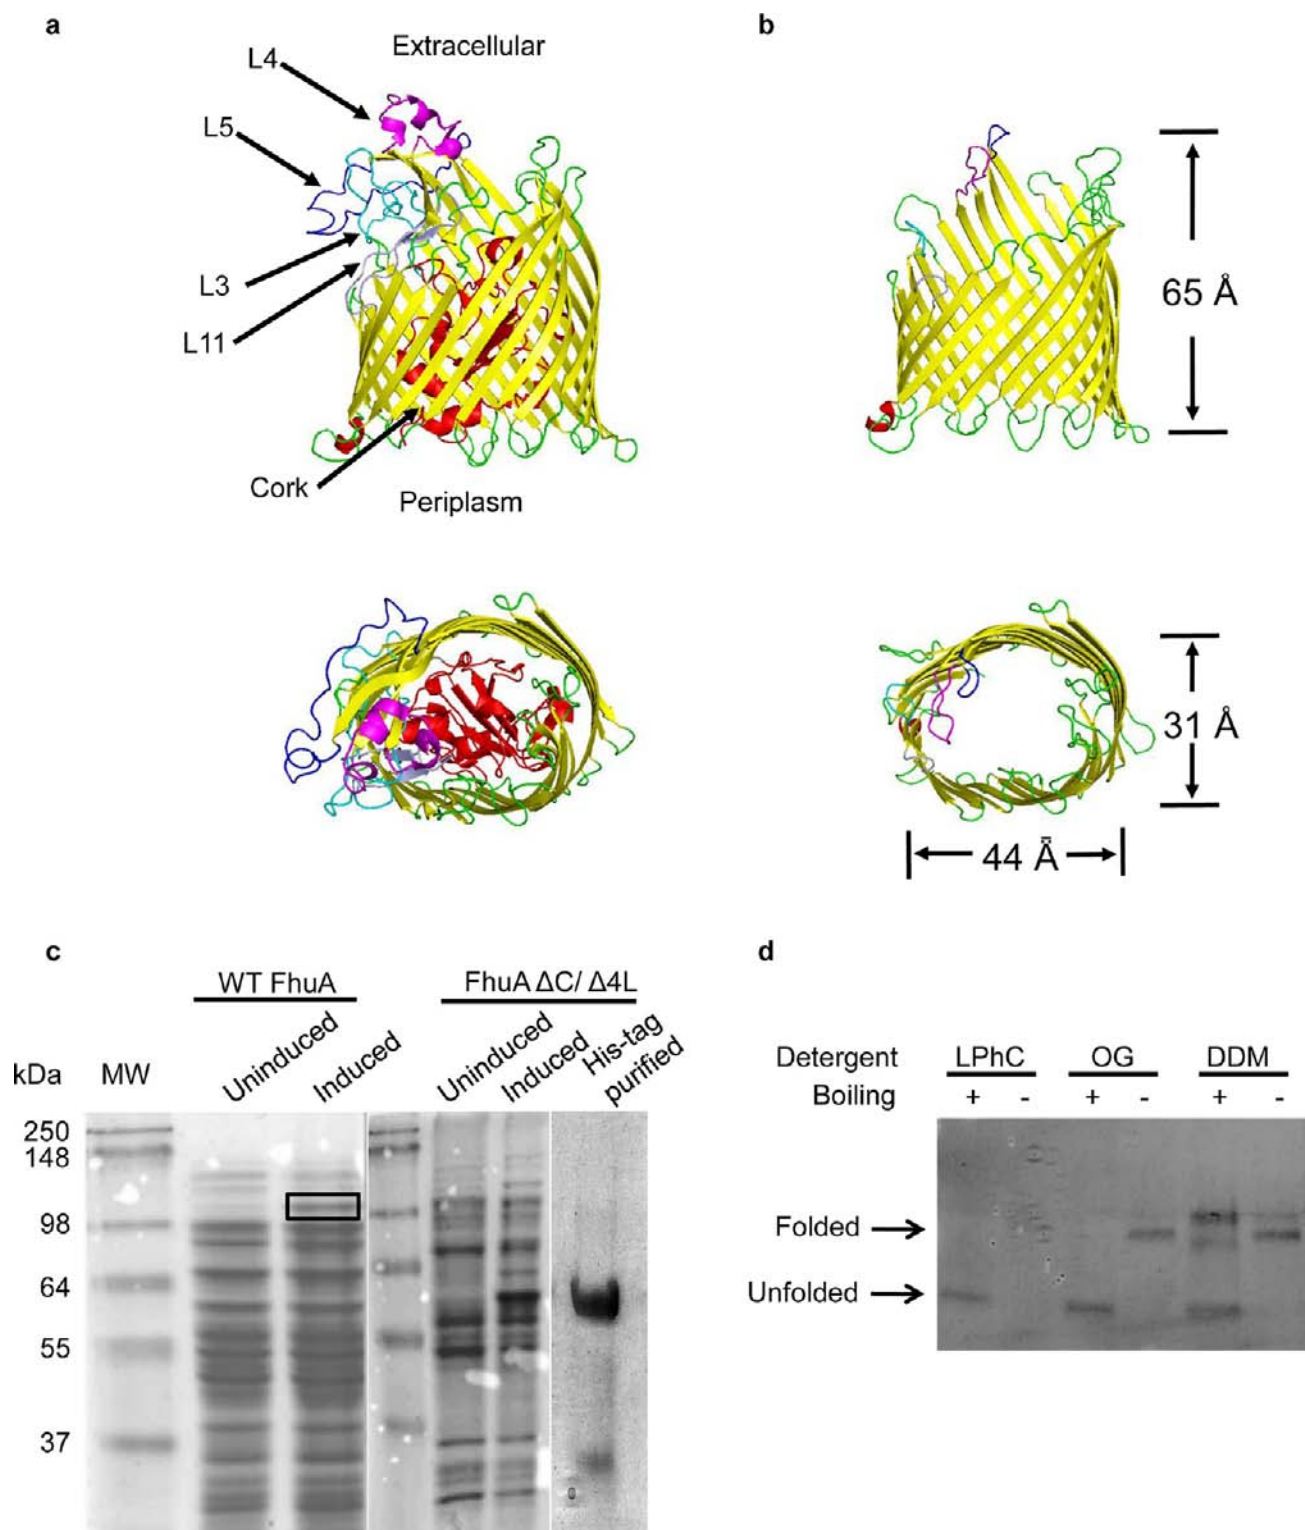 a
Extracellular
L4
L5
L3
L11
Cork
Periplasm
b
65 Å
31 Å
44 Å
c
WT FhuA
FhuA ΔC/ Δ4L
Uninduced
Induced
Uninduced
Induced
His-tag
purified
kDa
MW
250
148
98
64
55
37
d
Detergent
LPhC
OG
DDM
Boiling
+ - + - + -
Folded
Unfolded